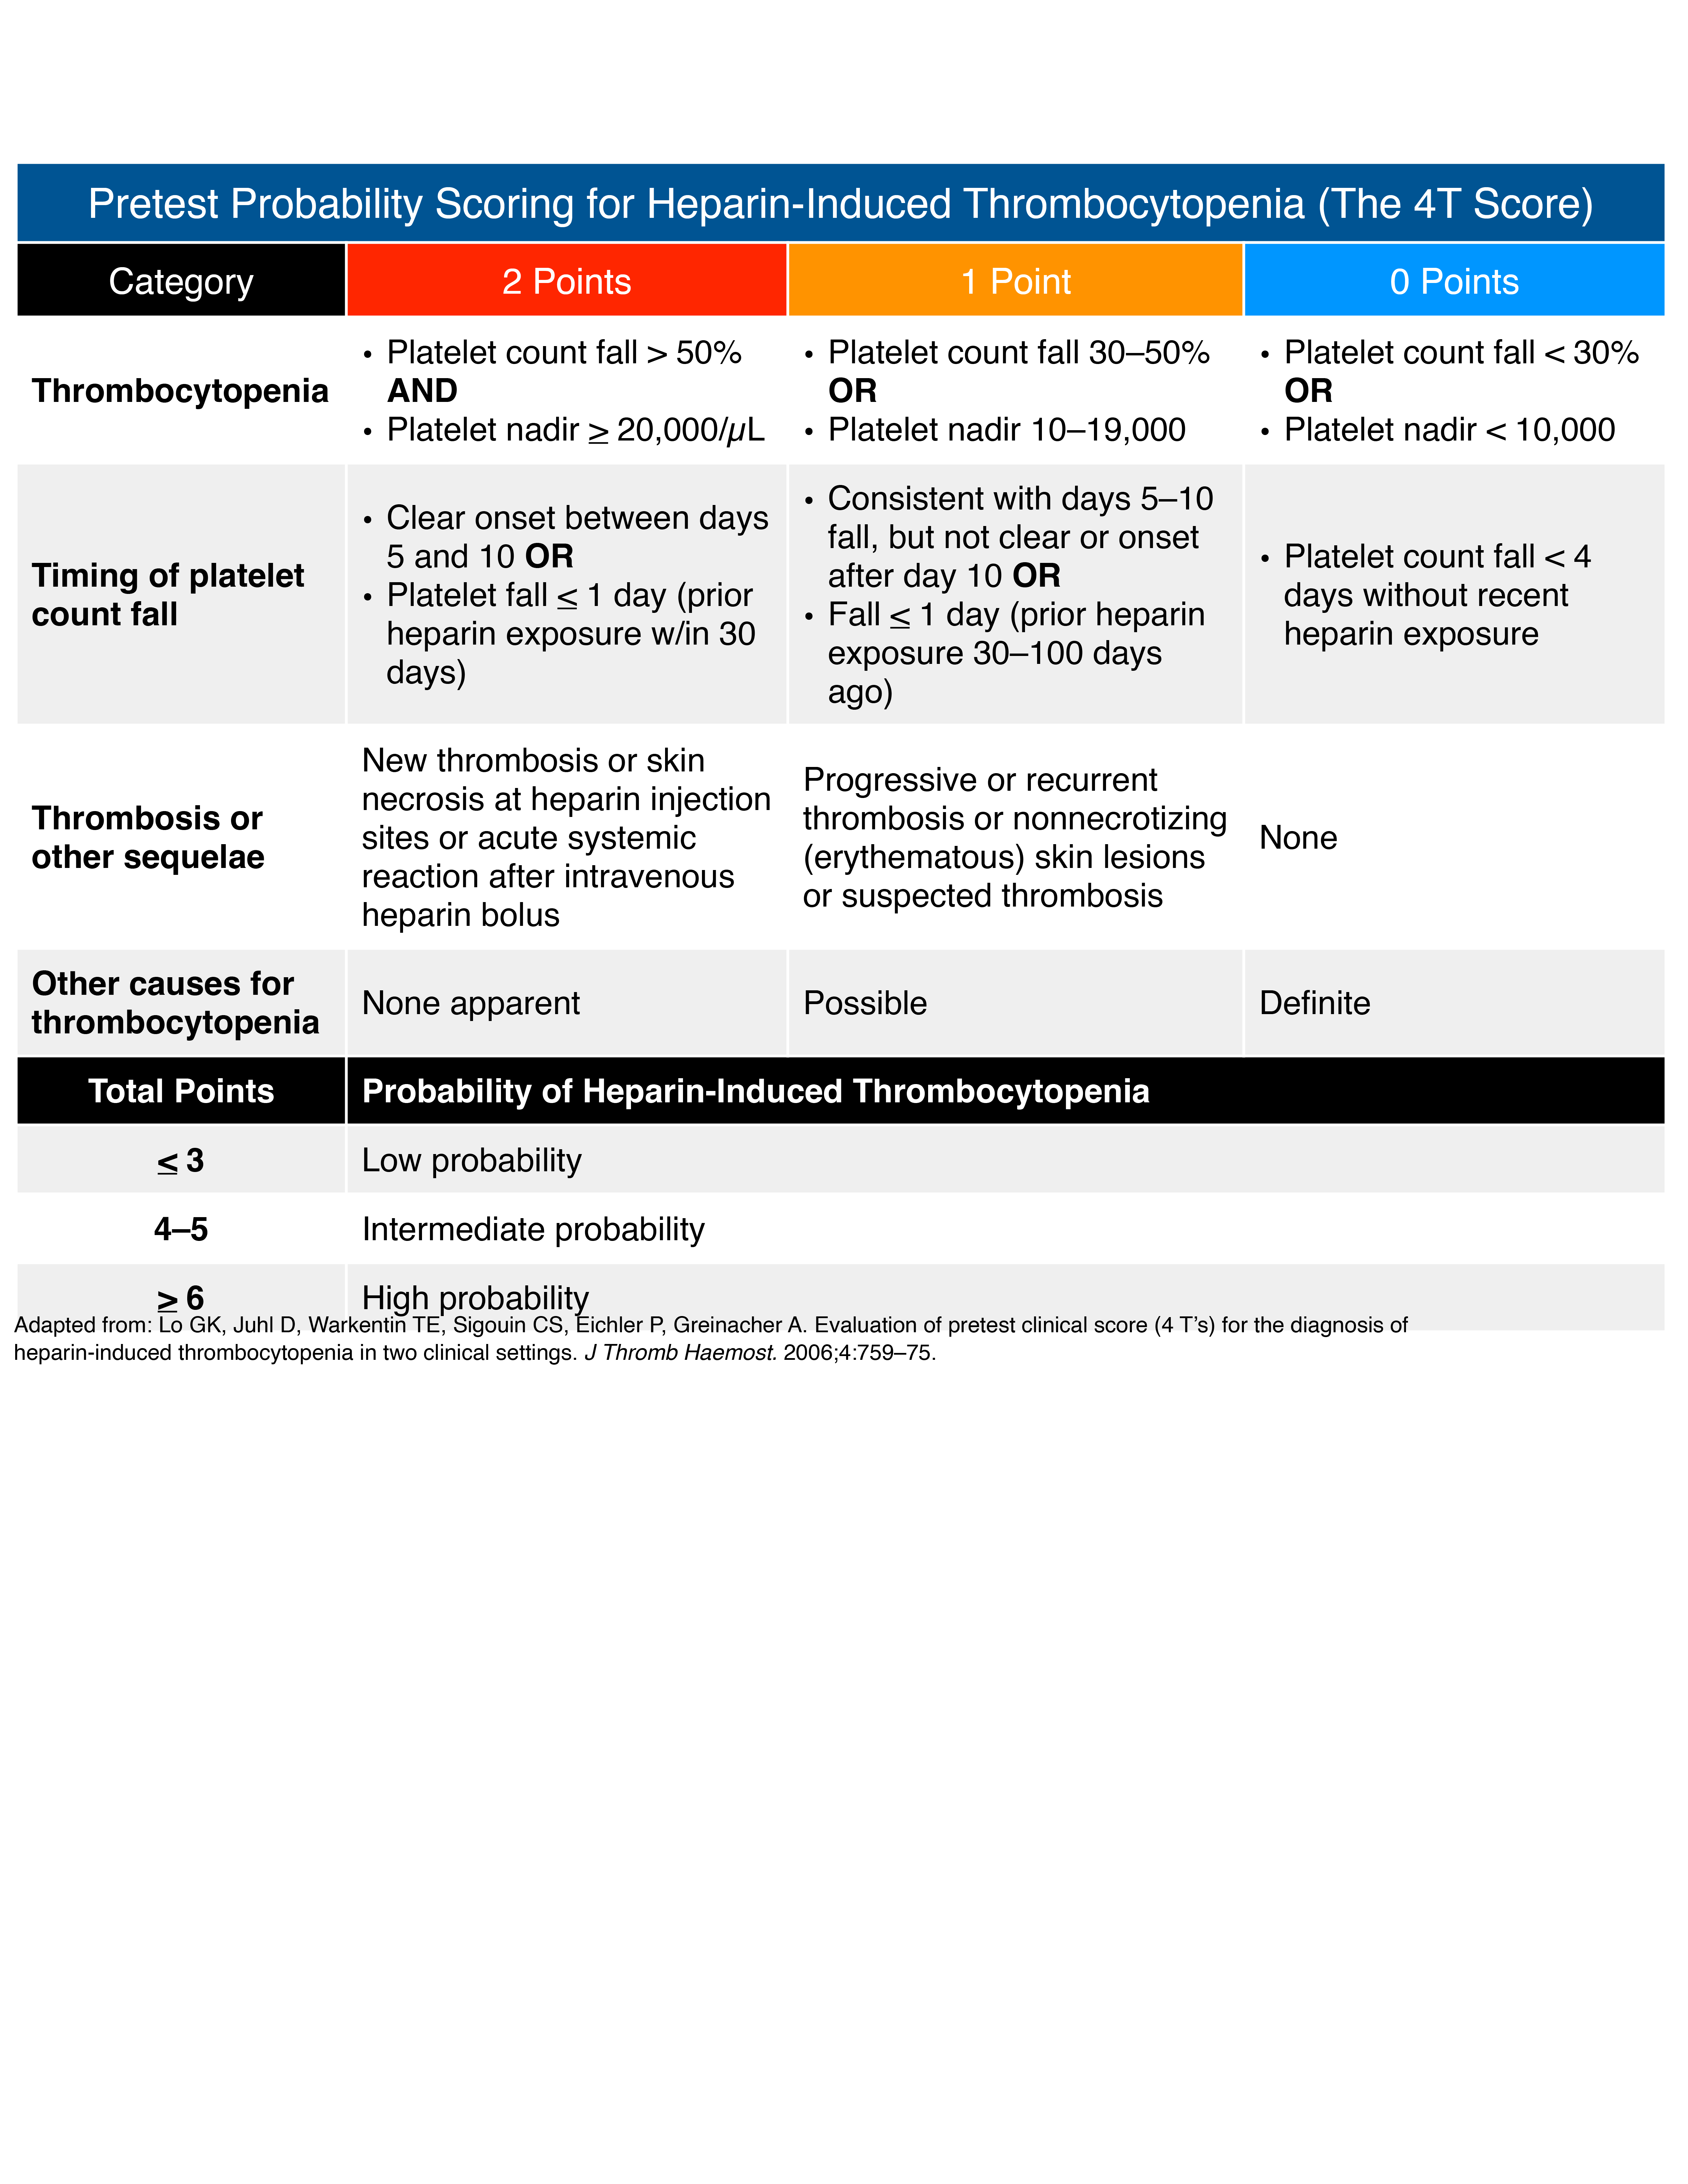 Pretest Probability Scoring for Heparin-Induced Thrombocytopenia (The 4T Score)
Category
2 Points
1 Point
0 Points
Thrombocytopenia
• Platelet count fall > 50%
AND
• Platelet nadir ≥ 20,000/µL
• Platelet count fall 30–50%
OR
• Platelet nadir 10–19,000
• Platelet count fall < 30%
OR
• Platelet nadir < 10,000
Timing of platelet
count fall
• Clear onset between days
5 and 10 OR
• Platelet fall ≤ 1 day (prior
heparin exposure w/in 30
days)
• Consistent with days 5–10
fall, but not clear or onset
after day 10 OR
• Fall ≤ 1 day (prior heparin
exposure 30–100 days
ago)
• Platelet count fall < 4
days without recent
heparin exposure
Thrombosis or
other sequelae
New thrombosis or skin
necrosis at heparin injection
sites or acute systemic
reaction after intravenous
heparin bolus
Progressive or recurrent
thrombosis or nonnecrotizing
(erythematous) skin lesions
or suspected thrombosis
None
Other causes for
thrombocytopenia
None apparent
Possible
Definite
Total Points
Probability of Heparin-Induced Thrombocytopenia
≤ 3
Low probability
4–5
Intermediate probability
≥ 6
High probability
Adapted from: Lo GK, Juhl D, Warkentin TE, Sigouin CS, Eichler P, Greinacher A. Evaluation of pretest clinical score (4 T’s) for the diagnosis of
heparin-induced thrombocytopenia in two clinical settings. J Thromb Haemost. 2006;4:759–75.